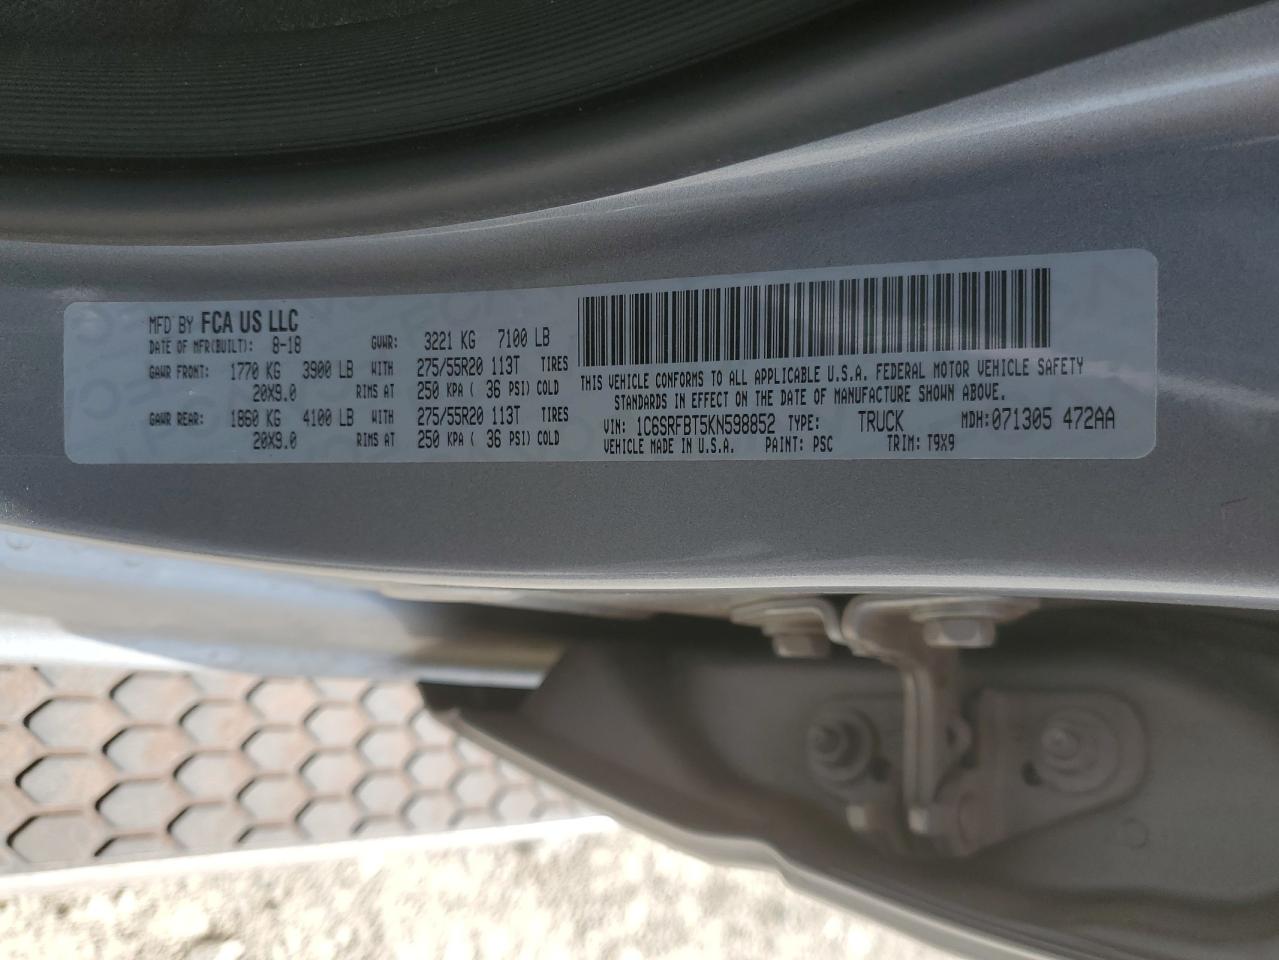 MFD BY FCA US LLC
DATE OF MFR(BUILT): 8-18 GVWR: 3221 KG 7100 LB
GAWR FRONT: 1770 KG 3900 LB WITH 275/55R20 113T TIRES
20X9.0 RIMS AT 250 KPA ( 36 PSI) COLD
GAWR REAR: 1860 KG 4100 LB WITH 275/55R20 113T TIRES
20X9.0 RIMS AT 250 KPA ( 36 PSI) COLD
THIS VEHICLE CONFORMS TO ALL APPLICABLE U.S.A. FEDERAL MOTOR VEHICLE SAFETY
STANDARDS IN EFFECT ON THE DATE OF MANUFACTURE SHOWN ABOVE.
VIN: 1C6SRFBT5KN598852 TYPE: TRUCK MDH:071305 472AA
VEHICLE MADE IN U.S.A. PAINT: PSC TRIM: T9X9